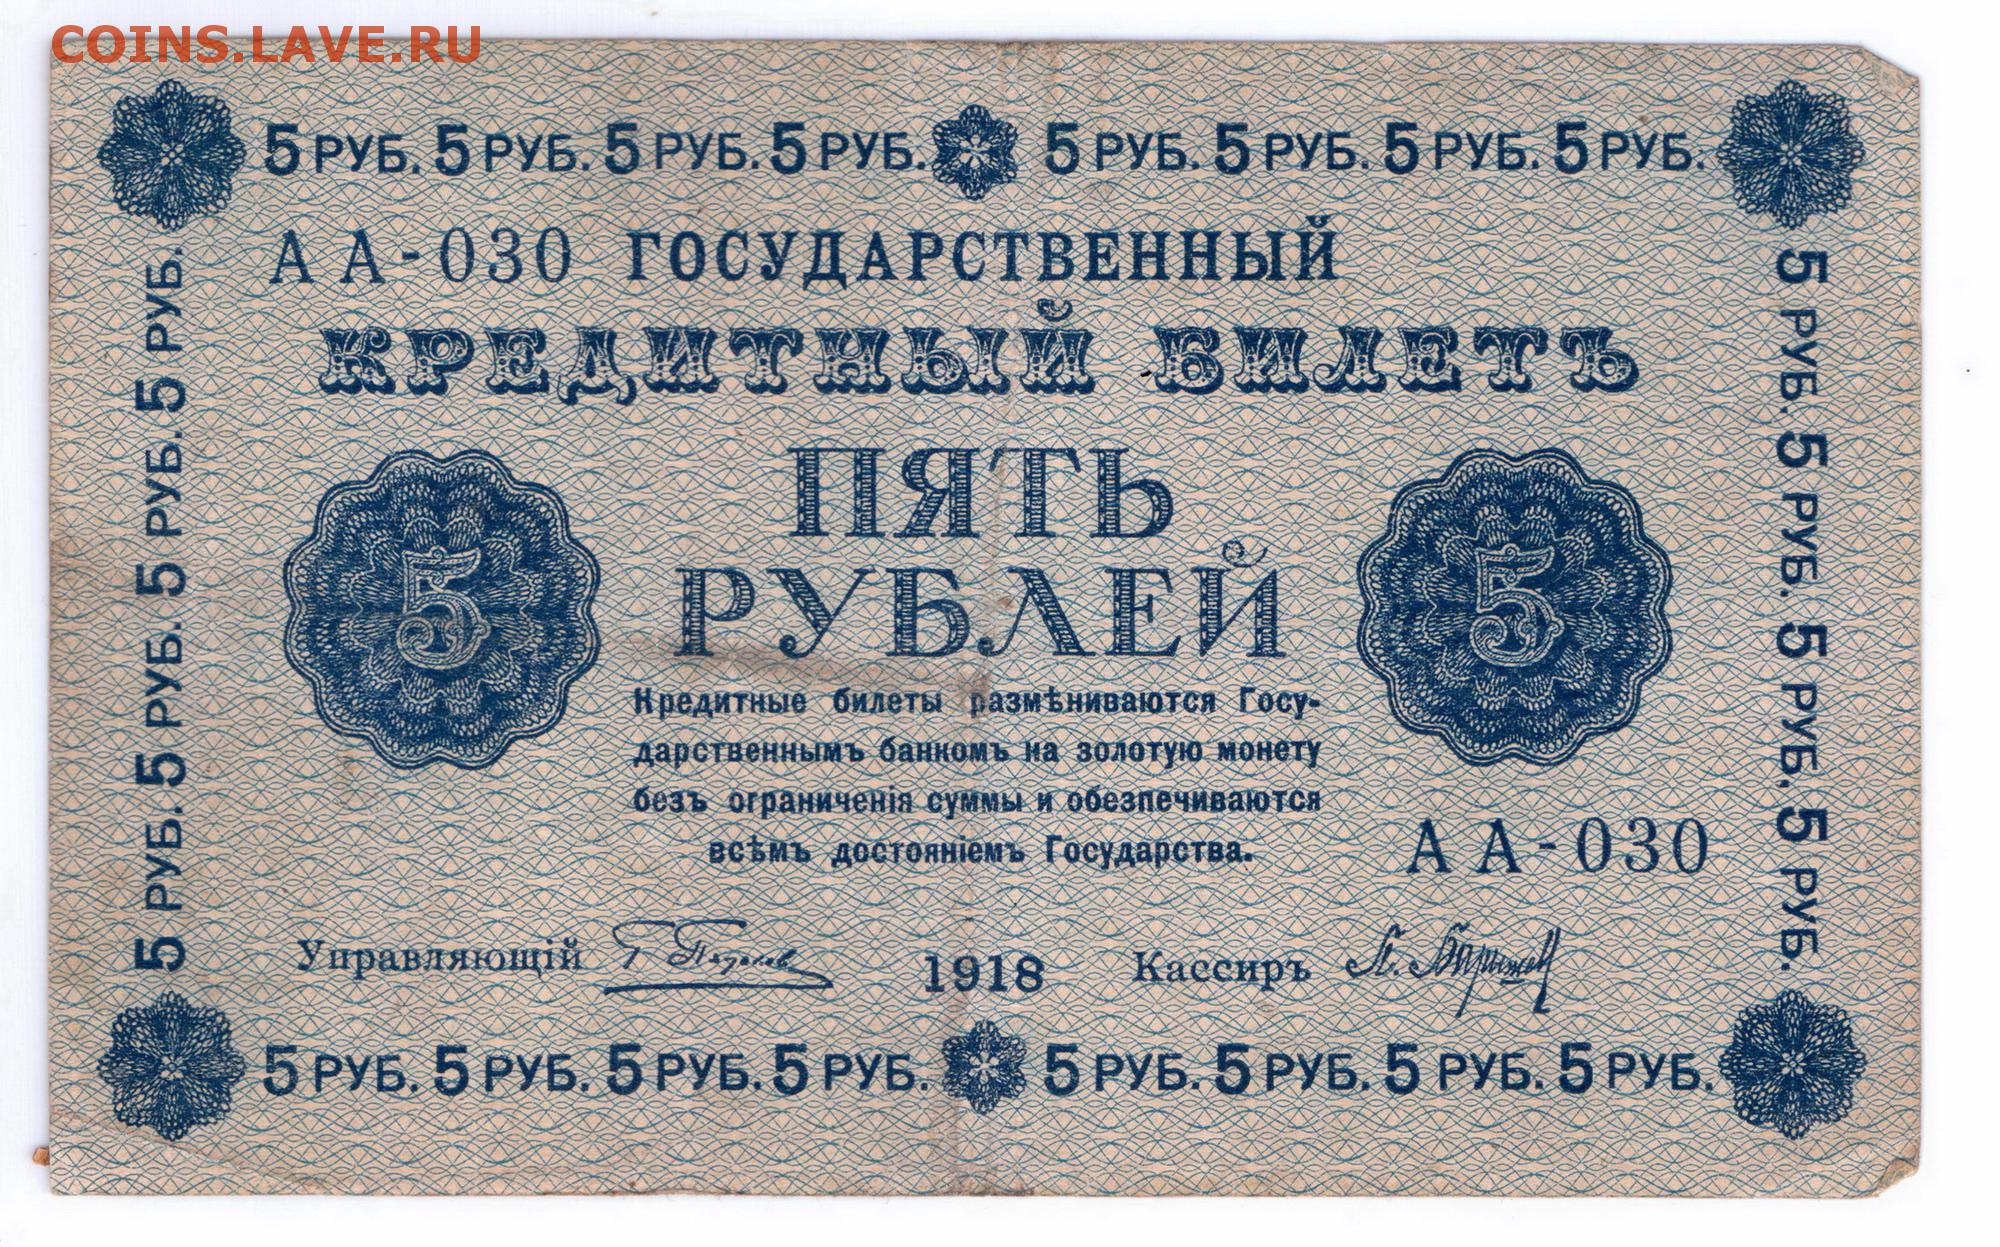 COINS.LAVE.RU
5 РУБ. 5 РУБ. 5 РУБ. 5 РУБ. 5 РУБ. 5 РУБ. 5 РУБ. 5 РУБ.
АА-030 ГОСУДАРСТВЕННЫЙ
КРЕДИТНЫЙ БИЛЕТЪ
5 РУБ. 5 РУБ. 5 РУБ. 5 РУБ.
5
ПЯТЬ
РУБЛЕЙ
5
5 РУБ. 5 РУБ. 5 РУБ. 5 РУБ.
Кредитные билеты размѣниваются Госу-
дарственнымъ банкомъ на золотую монету
безъ ограниченія суммы и обезпечиваются
всѣмъ достояніемъ Государства.
АА-030
Управляющій
1918
Кассиръ
5 РУБ. 5 РУБ. 5 РУБ. 5 РУБ. 5 РУБ. 5 РУБ. 5 РУБ. 5 РУБ.